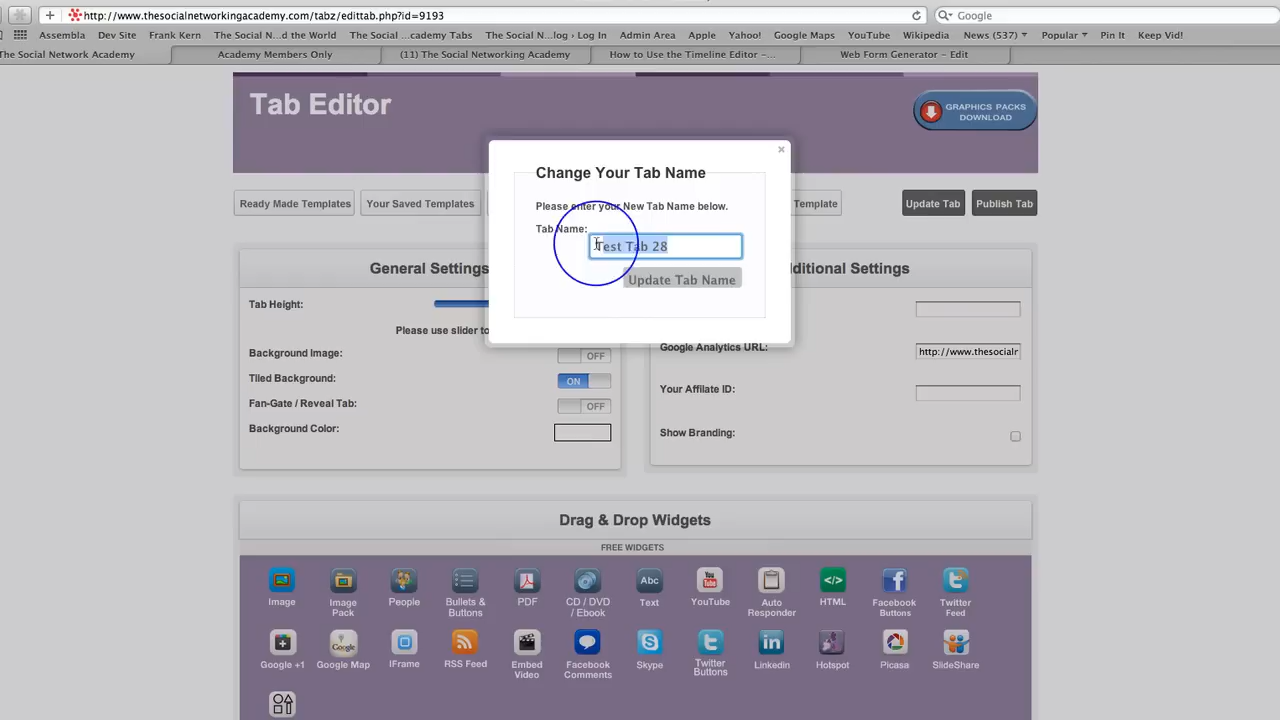 http://www.thesocialnetworkingacademy.com/tabz/edittab.php?id=9193
Google
Assembla Dev Site Frank Kern The Social N...d the World The Social ...cademy Tabs The Social N...log › Log In Admin Area Apple Yahoo! Google Maps YouTube Wikipedia News (537) Popular Pin It Keep Vid!
The Social Network Academy Academy Members Only (11) The Social Networking Academy How to Use the Timeline Editor –... Web Form Generator – Edit
Tab Editor
GRAPHICS PACKS
DOWNLOAD
Change Your Tab Name
Please enter your New Tab Name below.
Tab Name:
Test Tab 28
Update Tab Name
Ready Made Templates Your Saved Templates Template Update Tab Publish Tab
General Settings
Tab Height:
Please use slider to
Background Image: OFF
Tiled Background: ON
Fan-Gate / Reveal Tab: OFF
Background Color:
dditional Settings
Google Analytics URL: http://www.thesocialr
Your Affilate ID:
Show Branding:
Drag & Drop Widgets
FREE WIDGETS
Image
Image
Pack
People
Bullets &
Buttons
PDF
CD / DVD
/ Ebook
Abc
Text
YouTube
Auto
Responder
HTML
Facebook
Buttons
Twitter
Feed
Google +1
Google Map
IFrame
RSS Feed
Embed
Video
Facebook
Comments
Skype
Twitter
Buttons
Linkedin
Hotspot
Picasa
SlideShare